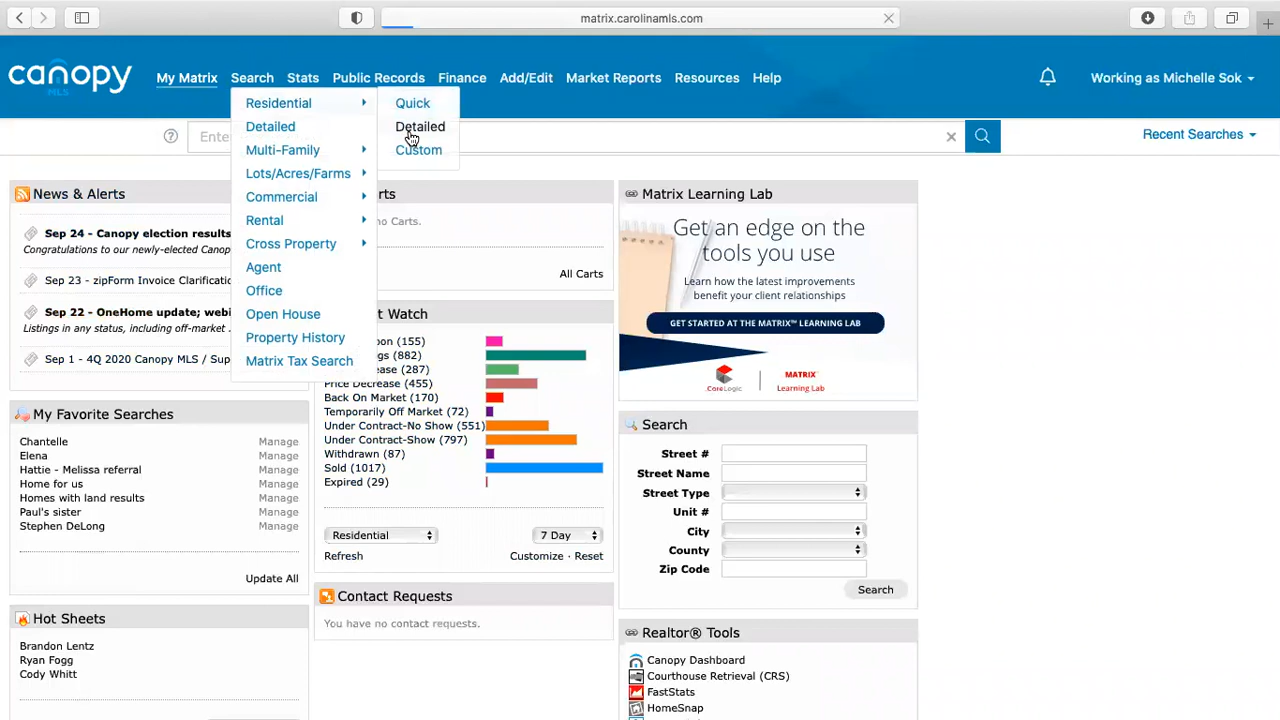 matrix.carolinamls.com
canopy
MLS
My Matrix Search Stats Public Records Finance Add/Edit Market Reports Resources Help
Working as Michelle Sok
Residential
Detailed
Multi-Family
Lots/Acres/Farms
Commercial
Rental
Cross Property
Agent
Office
Open House
Property History
Matrix Tax Search
Quick
Detailed
Custom
Recent Searches
News & Alerts
Sep 24 - Canopy election results
Congratulations to our newly-elected Canop
Sep 23 - zipForm Invoice Clarificatio
Sep 22 - OneHome update; webi
Listings in any status, including off-market .
Sep 1 - 4Q 2020 Canopy MLS / Sup
My Favorite Searches
Chantelle Manage
Elena Manage
Hattie - Melissa referral Manage
Home for us Manage
Homes with land results Manage
Paul's sister Manage
Stephen DeLong Manage
Update All
Hot Sheets
Brandon Lentz
Ryan Fogg
Cody Whitt
arts
no Carts.
All Carts
t Watch
oon (155)
gs (882)
ease (287)
Price Decrease (455)
Back On Market (170)
Temporarily Off Market (72)
Under Contract-No Show (551)
Under Contract-Show (797)
Withdrawn (87)
Sold (1017)
Expired (29)
Residential
7 Day
Refresh
Customize · Reset
Contact Requests
You have no contact requests.
Matrix Learning Lab
Get an edge on the
tools you use
Learn how the latest improvements
benefit your client relationships
GET STARTED AT THE MATRIX™ LEARNING LAB
CoreLogic
MATRIX
Learning Lab
Search
Street #
Street Name
Street Type
Unit #
City
County
Zip Code
Search
Realtor® Tools
Canopy Dashboard
Courthouse Retrieval (CRS)
FastStats
HomeSnap